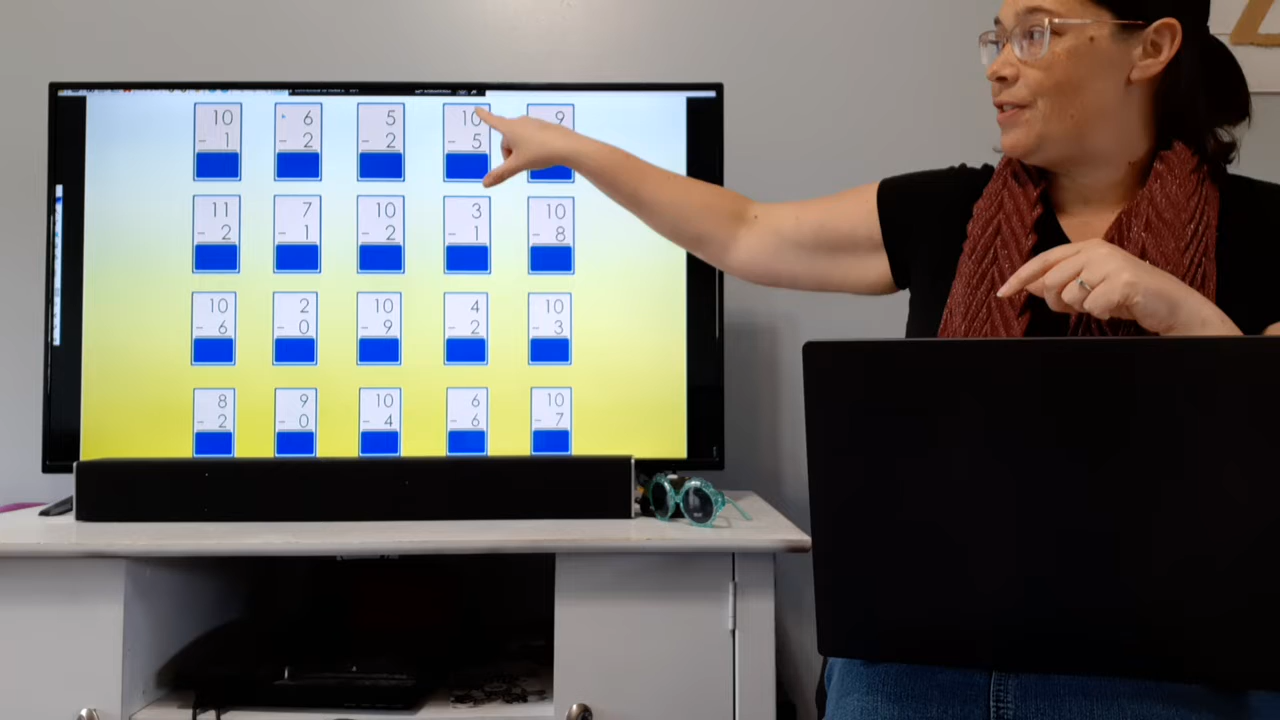 10 6 5 10 9
- 1 - 2 - 2 - 5
11 7 10 3 10
- 2 - 1 - 2 - 1 - 8
10 2 10 4 10
- 6 - 0 - 9 - 2 - 3
8 9 10 6 10
- 2 - 0 - 4 - 6 - 7